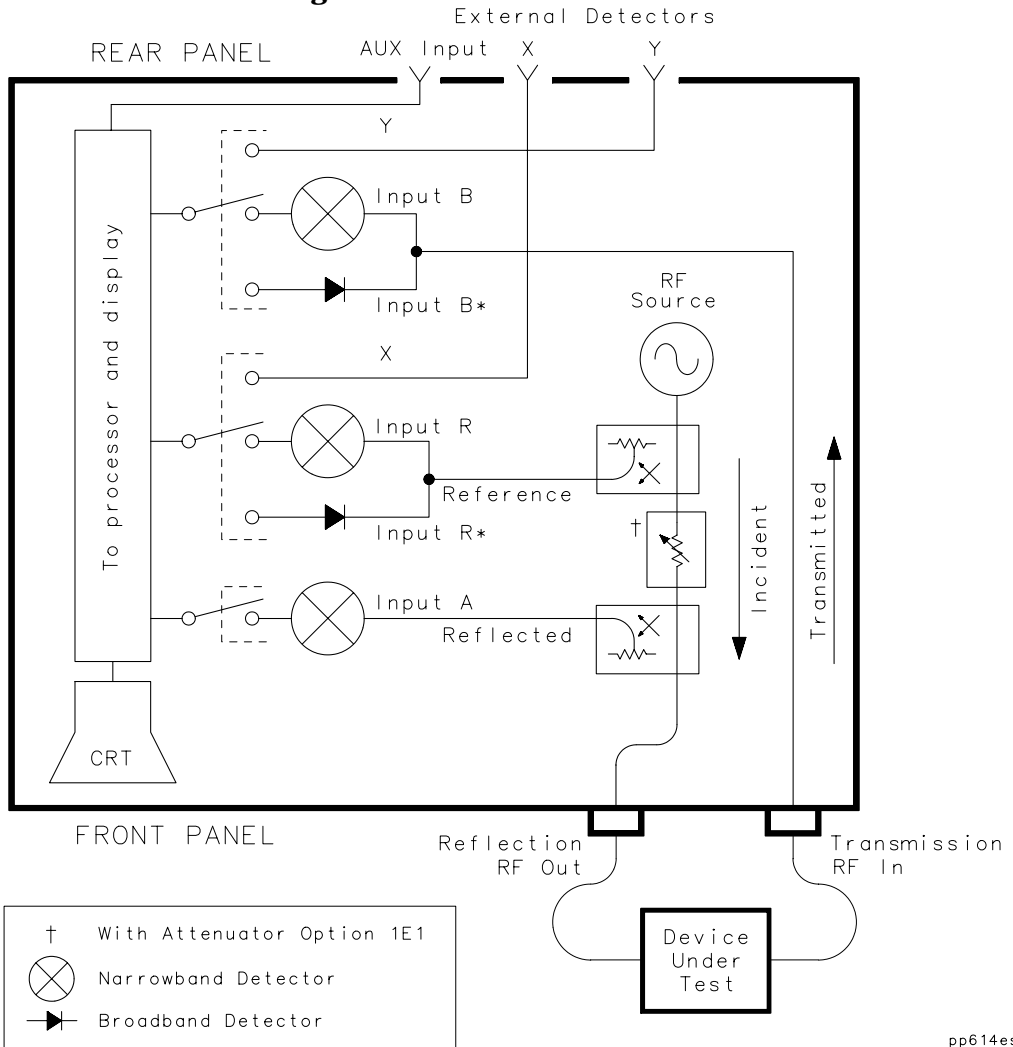 External Detectors
REAR PANEL
AUX Input
X
Y
Y
Input B
Input B*
To processor and display
RF
Source
X
Input R
Reference
Input R*
†
Incident
Transmitted
Input A
Reflected
CRT
FRONT PANEL
Reflection
RF Out
Transmission
RF In
Device
Under
Test
† With Attenuator Option 1E1
Narrowband Detector
Broadband Detector
pp614es